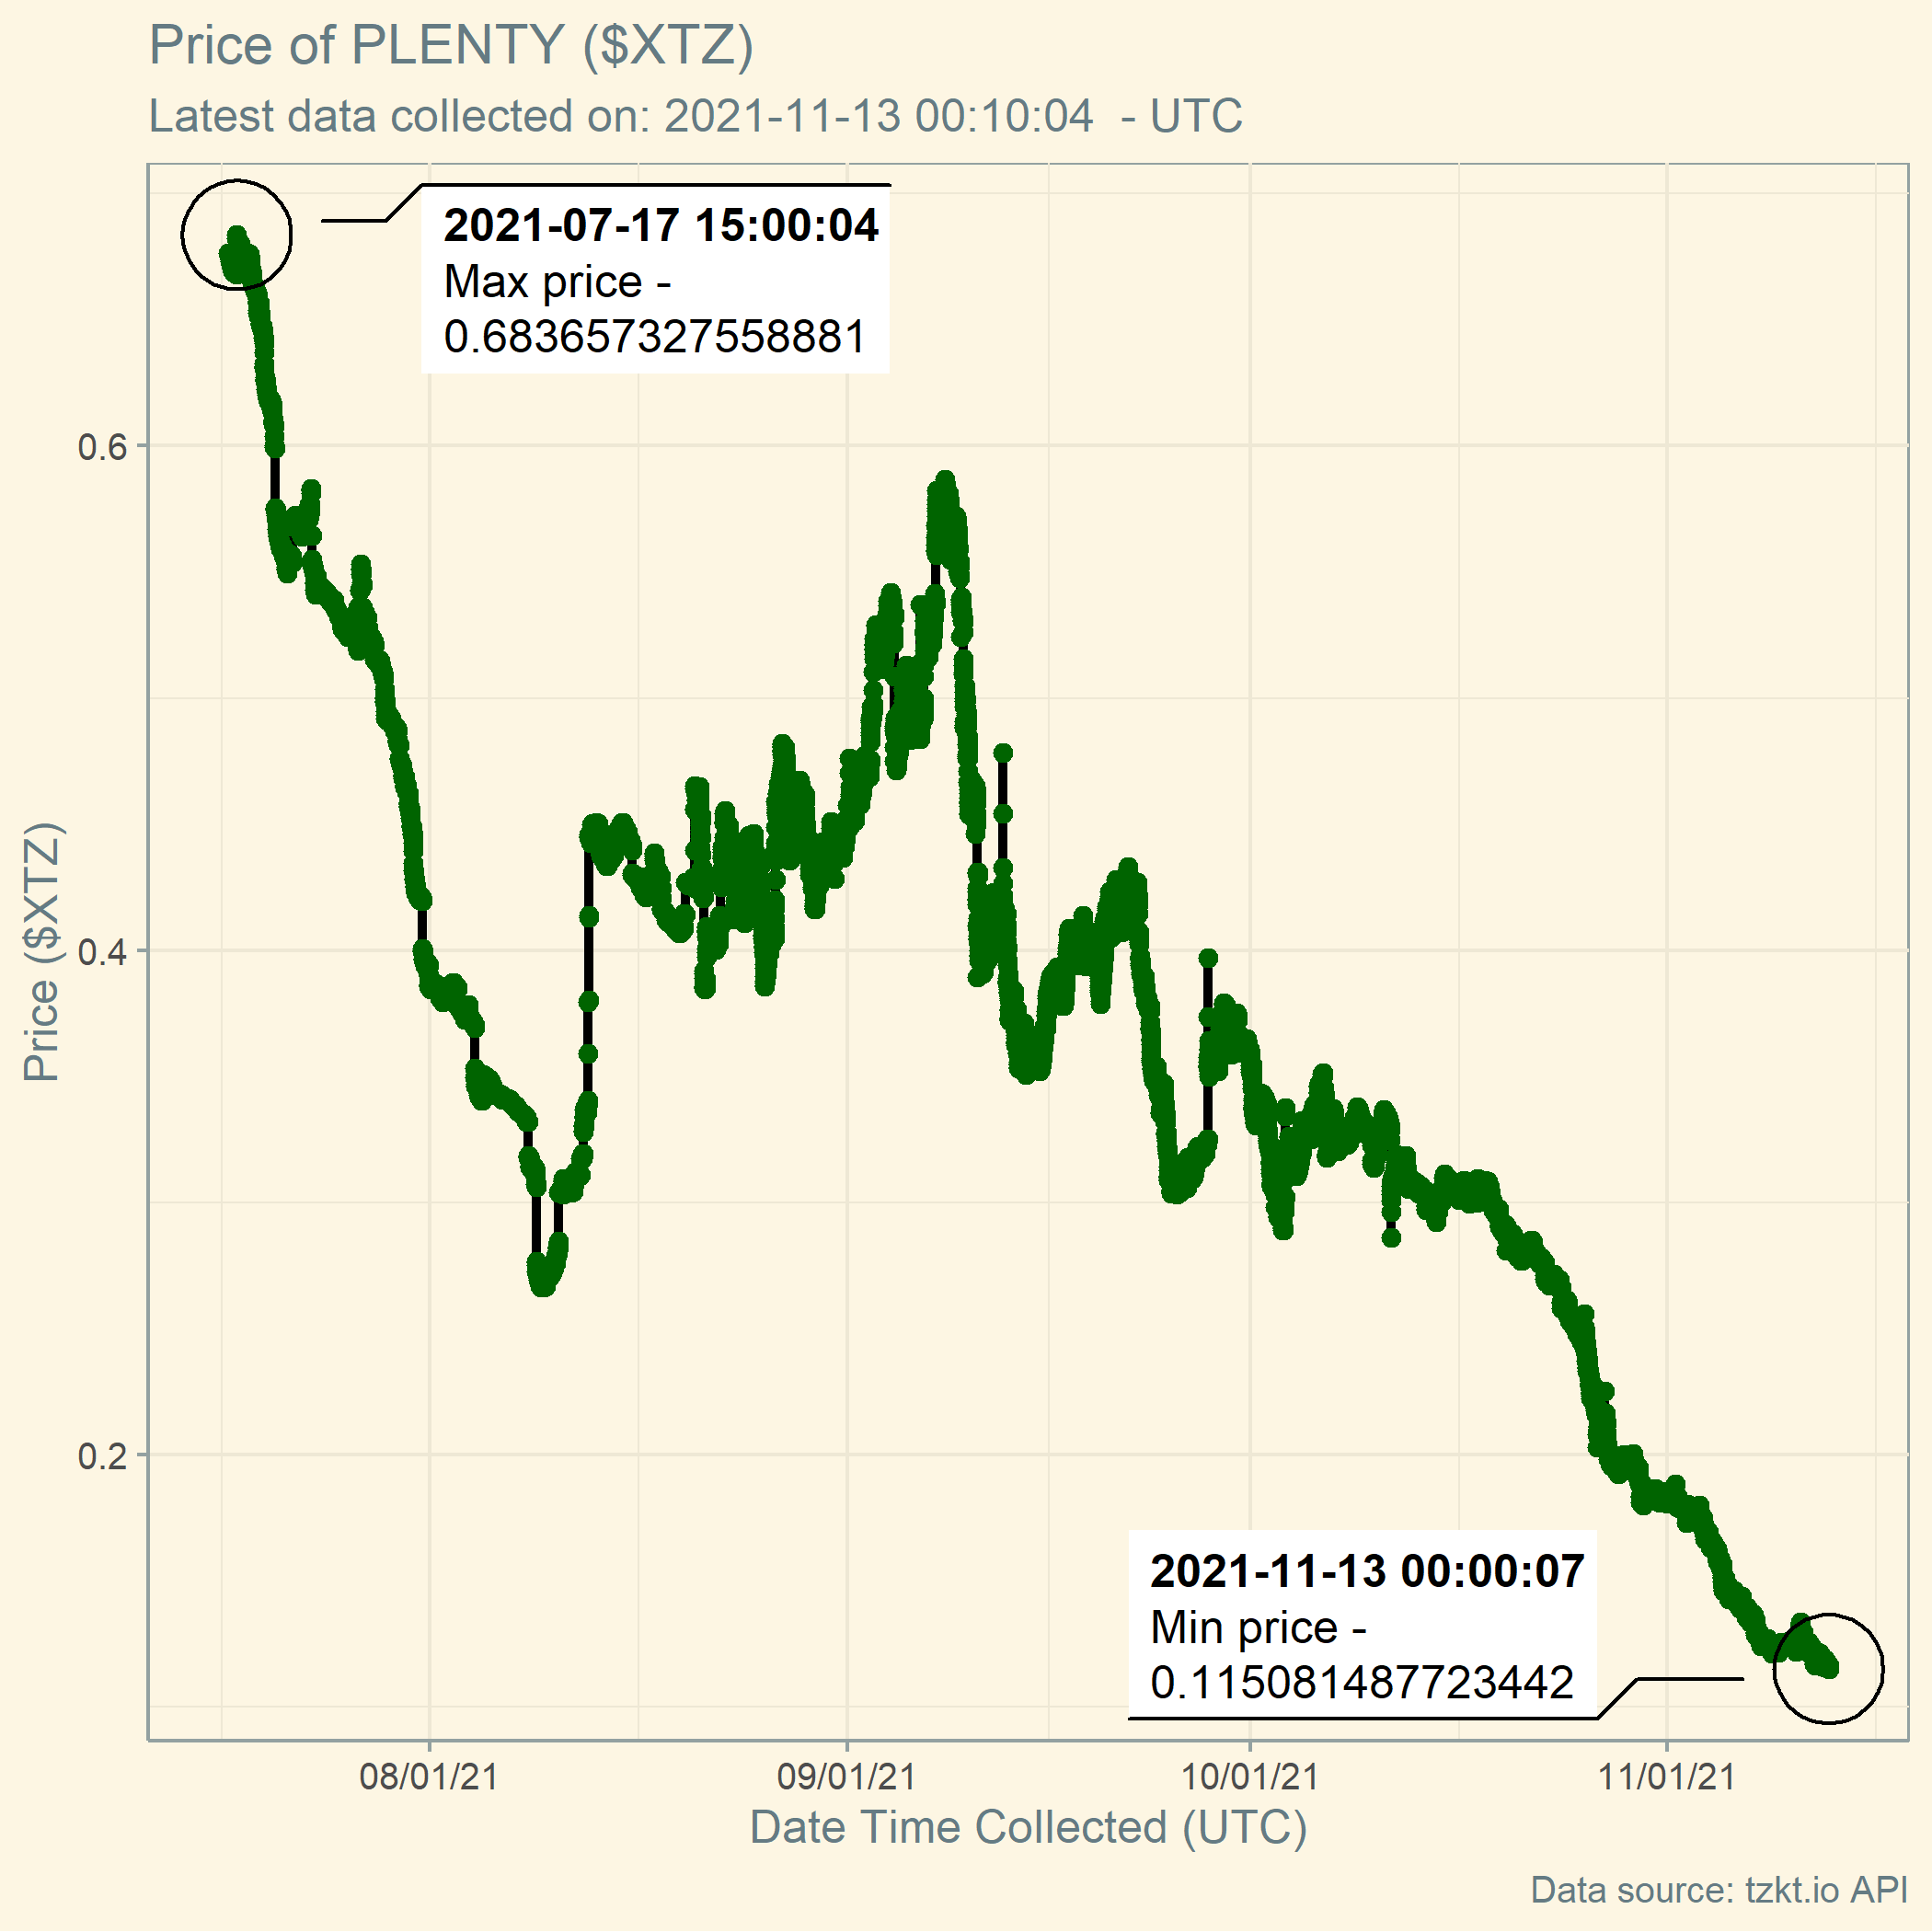 Price of PLENTY ($XTZ)
Latest data collected on: 2021-11-13 00:10:04  - UTC
2021-07-17 15:00:04
Max price -
0.683657327558881
0.6
0.4
0.2
Price ($XTZ)
2021-11-13 00:00:07
Min price -
0.115081487723442
08/01/21
09/01/21
10/01/21
11/01/21
Date Time Collected (UTC)
Data source: tzkt.io API